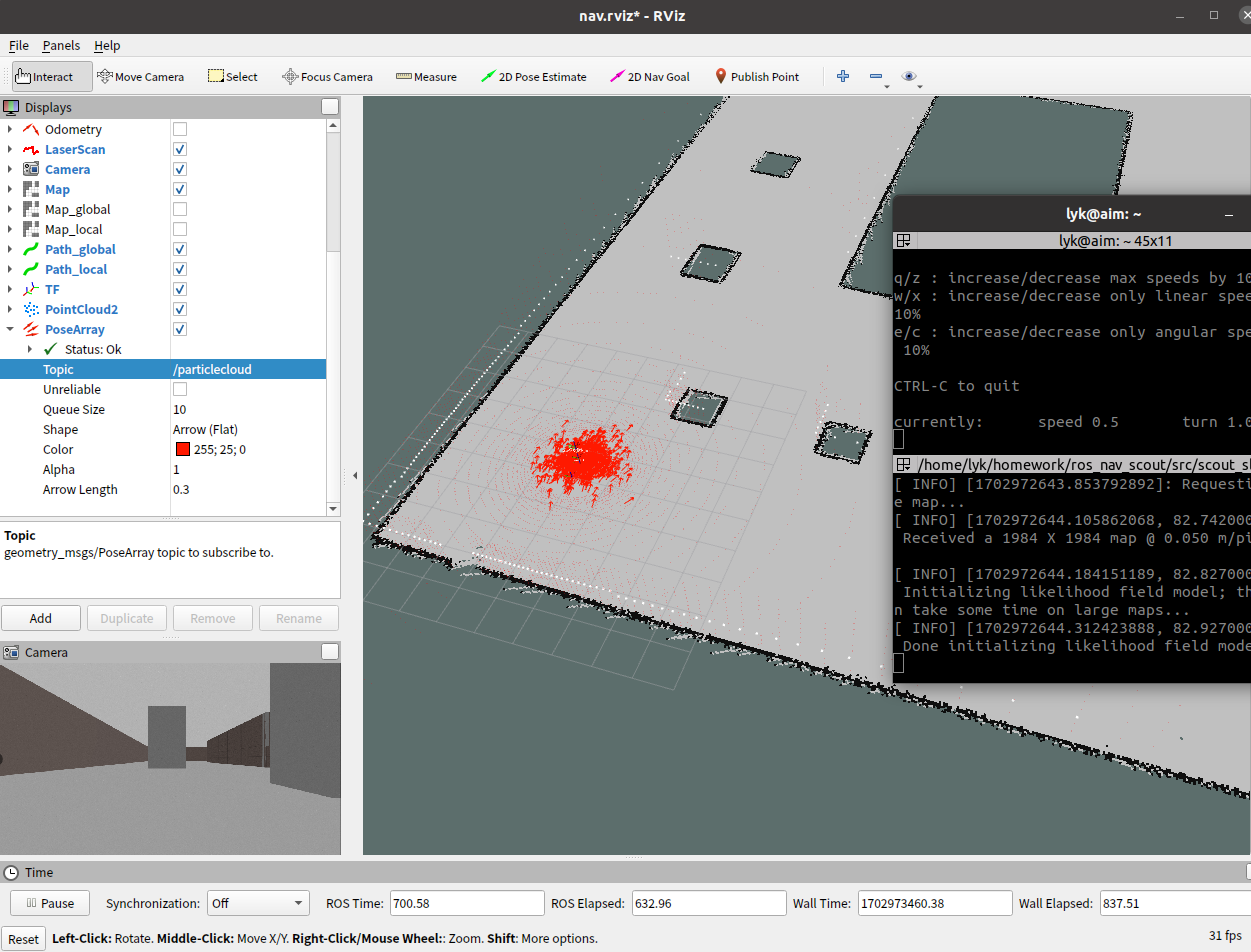 nav.rviz* - RViz
File Panels Help
Interact Move Camera Select Focus Camera Measure 2D Pose Estimate 2D Nav Goal Publish Point
Displays
Odometry
LaserScan
Camera
Map
Map_global
Map_local
Path_global
Path_local
TF
PointCloud2
PoseArray
Status: Ok
Topic /particlecloud
Unreliable
Queue Size 10
Shape Arrow (Flat)
Color 255; 25; 0
Alpha 1
Arrow Length 0.3
Topic
geometry_msgs/PoseArray topic to subscribe to.
Add Duplicate Remove Rename
Camera
lyk@aim: ~
lyk@aim: ~ 45x11
q/z : increase/decrease max speeds by 10
w/x : increase/decrease only linear spee
10%
e/c : increase/decrease only angular spe
10%
CTRL-C to quit
currently: speed 0.5 turn 1.0
/home/lyk/homework/ros_nav_scout/src/scout_sl
[ INFO] [1702972643.853792892]: Requesti
e map...
[ INFO] [1702972644.105862068, 82.742000
Received a 1984 X 1984 map @ 0.050 m/pi
[ INFO] [1702972644.184151189, 82.827000
Initializing likelihood field model; th
n take some time on large maps...
[ INFO] [1702972644.312423888, 82.927000
Done initializing likelihood field mode
Time
Pause Synchronization: Off ROS Time: 700.58 ROS Elapsed: 632.96 Wall Time: 1702973460.38 Wall Elapsed: 837.51
Reset Left-Click: Rotate. Middle-Click: Move X/Y. Right-Click/Mouse Wheel:: Zoom. Shift: More options. 31 fps